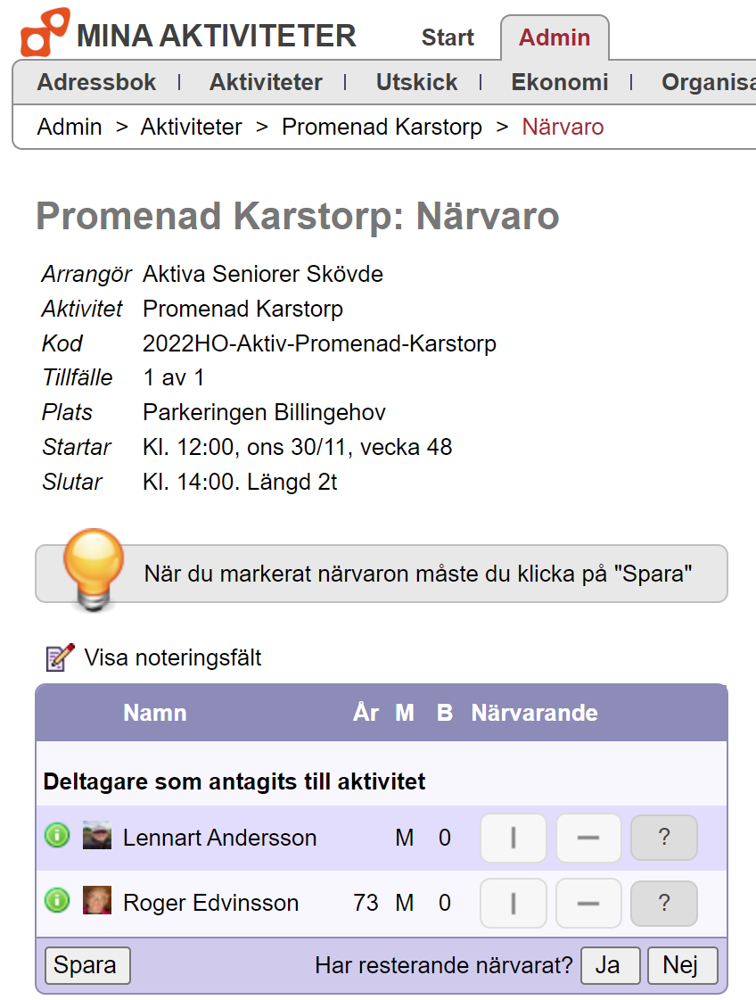 MINA AKTIVITETER Start Admin
Adressbok | Aktiviteter | Utskick | Ekonomi | Organisa
Admin > Aktiviteter > Promenad Karstorp > Närvaro
Promenad Karstorp: Närvaro
Arrangör Aktiva Seniorer Skövde
Aktivitet Promenad Karstorp
Kod 2022HO-Aktiv-Promenad-Karstorp
Tillfälle 1 av 1
Plats Parkeringen Billingehov
Startar Kl. 12:00, ons 30/11, vecka 48
Slutar Kl. 14:00. Längd 2t
När du markerat närvaron måste du klicka på "Spara"
Visa noteringsfält
Namn År M B Närvarande
Deltagare som antagits till aktivitet
Lennart Andersson M 0 | — ?
Roger Edvinsson 73 M 0 | — ?
Spara Har resterande närvarat? Ja Nej